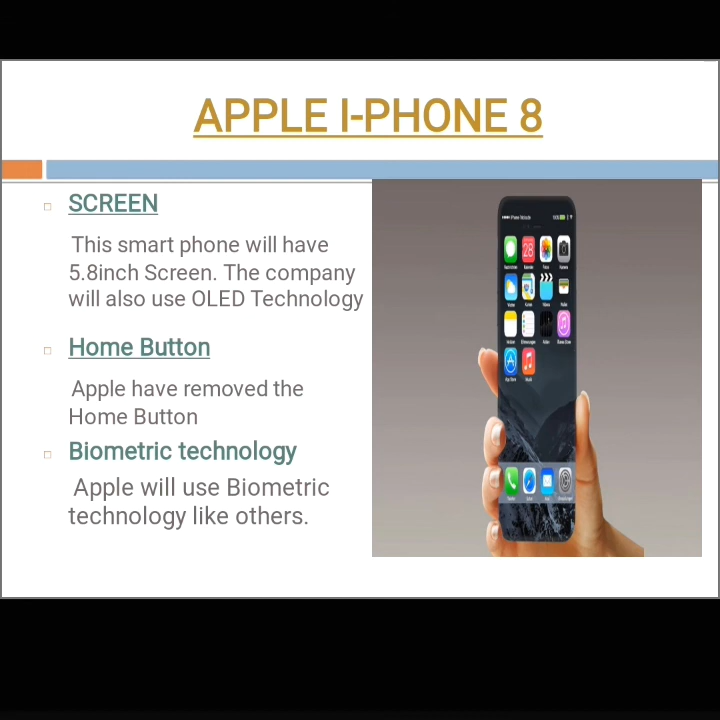 APPLE I-PHONE 8
SCREEN
This smart phone will have
5.8inch Screen. The company
will also use OLED Technology
Home Button
Apple have removed the
Home Button
Biometric technology
Apple will use Biometric
technology like others.
28